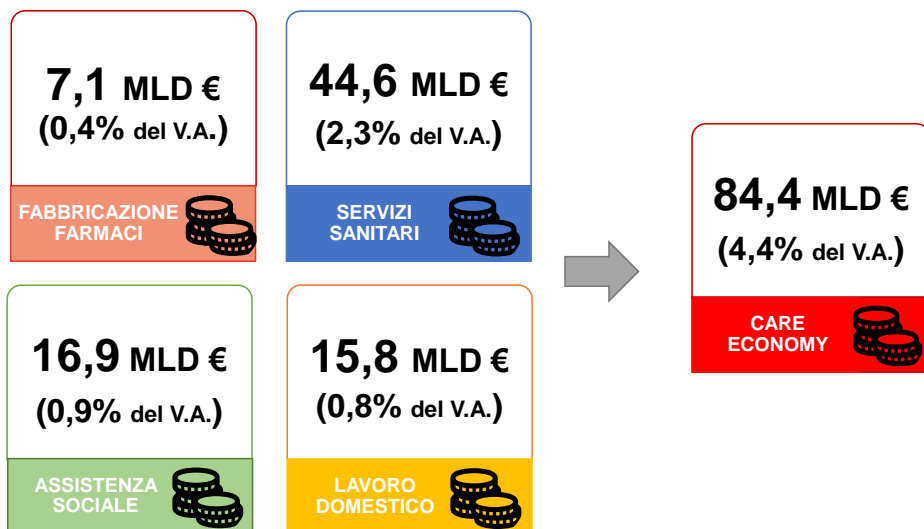 7,1 MLD €
(0,4% del V.A.)
FABBRICAZIONE
FARMACI
44,6 MLD €
(2,3% del V.A.)
SERVIZI
SANITARI
16,9 MLD €
(0,9% del V.A.)
ASSISTENZA
SOCIALE
15,8 MLD €
(0,8% del V.A.)
LAVORO
DOMESTICO
84,4 MLD €
(4,4% del V.A.)
CARE
ECONOMY